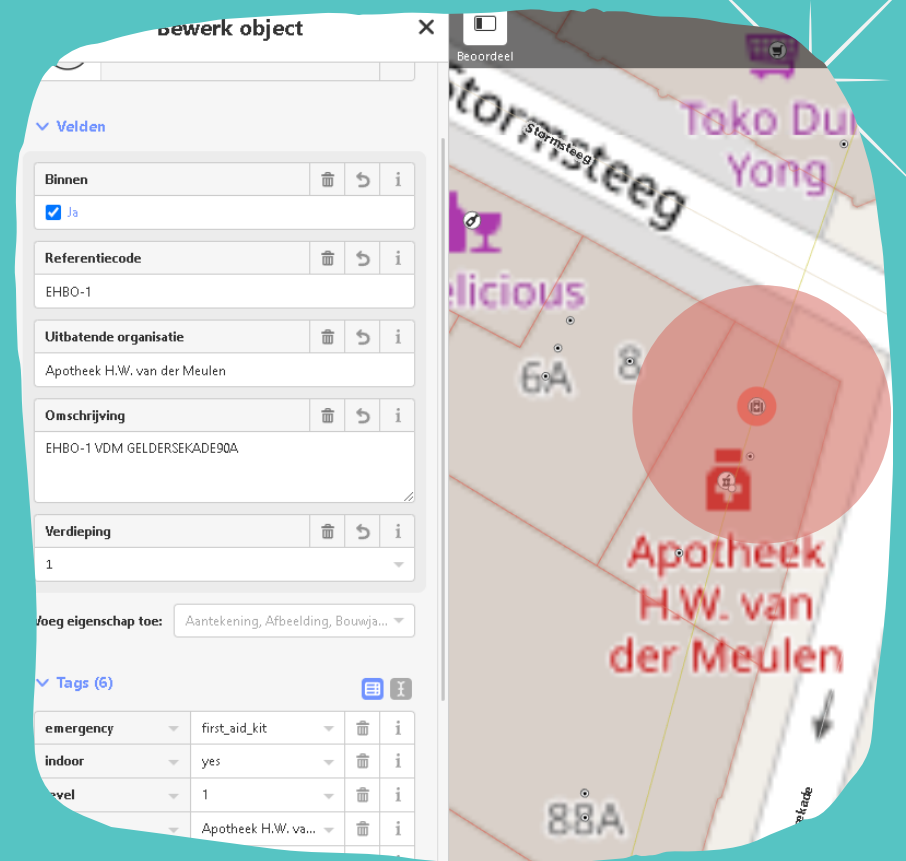 Bewerk object
Beoordeel
Velden
Binnen
Ja
Referentiecode
EHBO-1
Uitbatende organisatie
Apotheek H.W. van der Meulen
Omschrijving
EHBO-1 VDM GELDERSEKADE90A
Verdieping
1
Voeg eigenschap toe:
Aantekening, Afbeelding, Bouwja...
Tags (6)
emergency
first_aid_kit
indoor
yes
level
1
Apotheek H.W. va...
Stormsteeg
Stormsteeg
Toko Dun
Yong
elicious
6A
8
Apotheek
H.W. van
der Meulen
88A
ekade